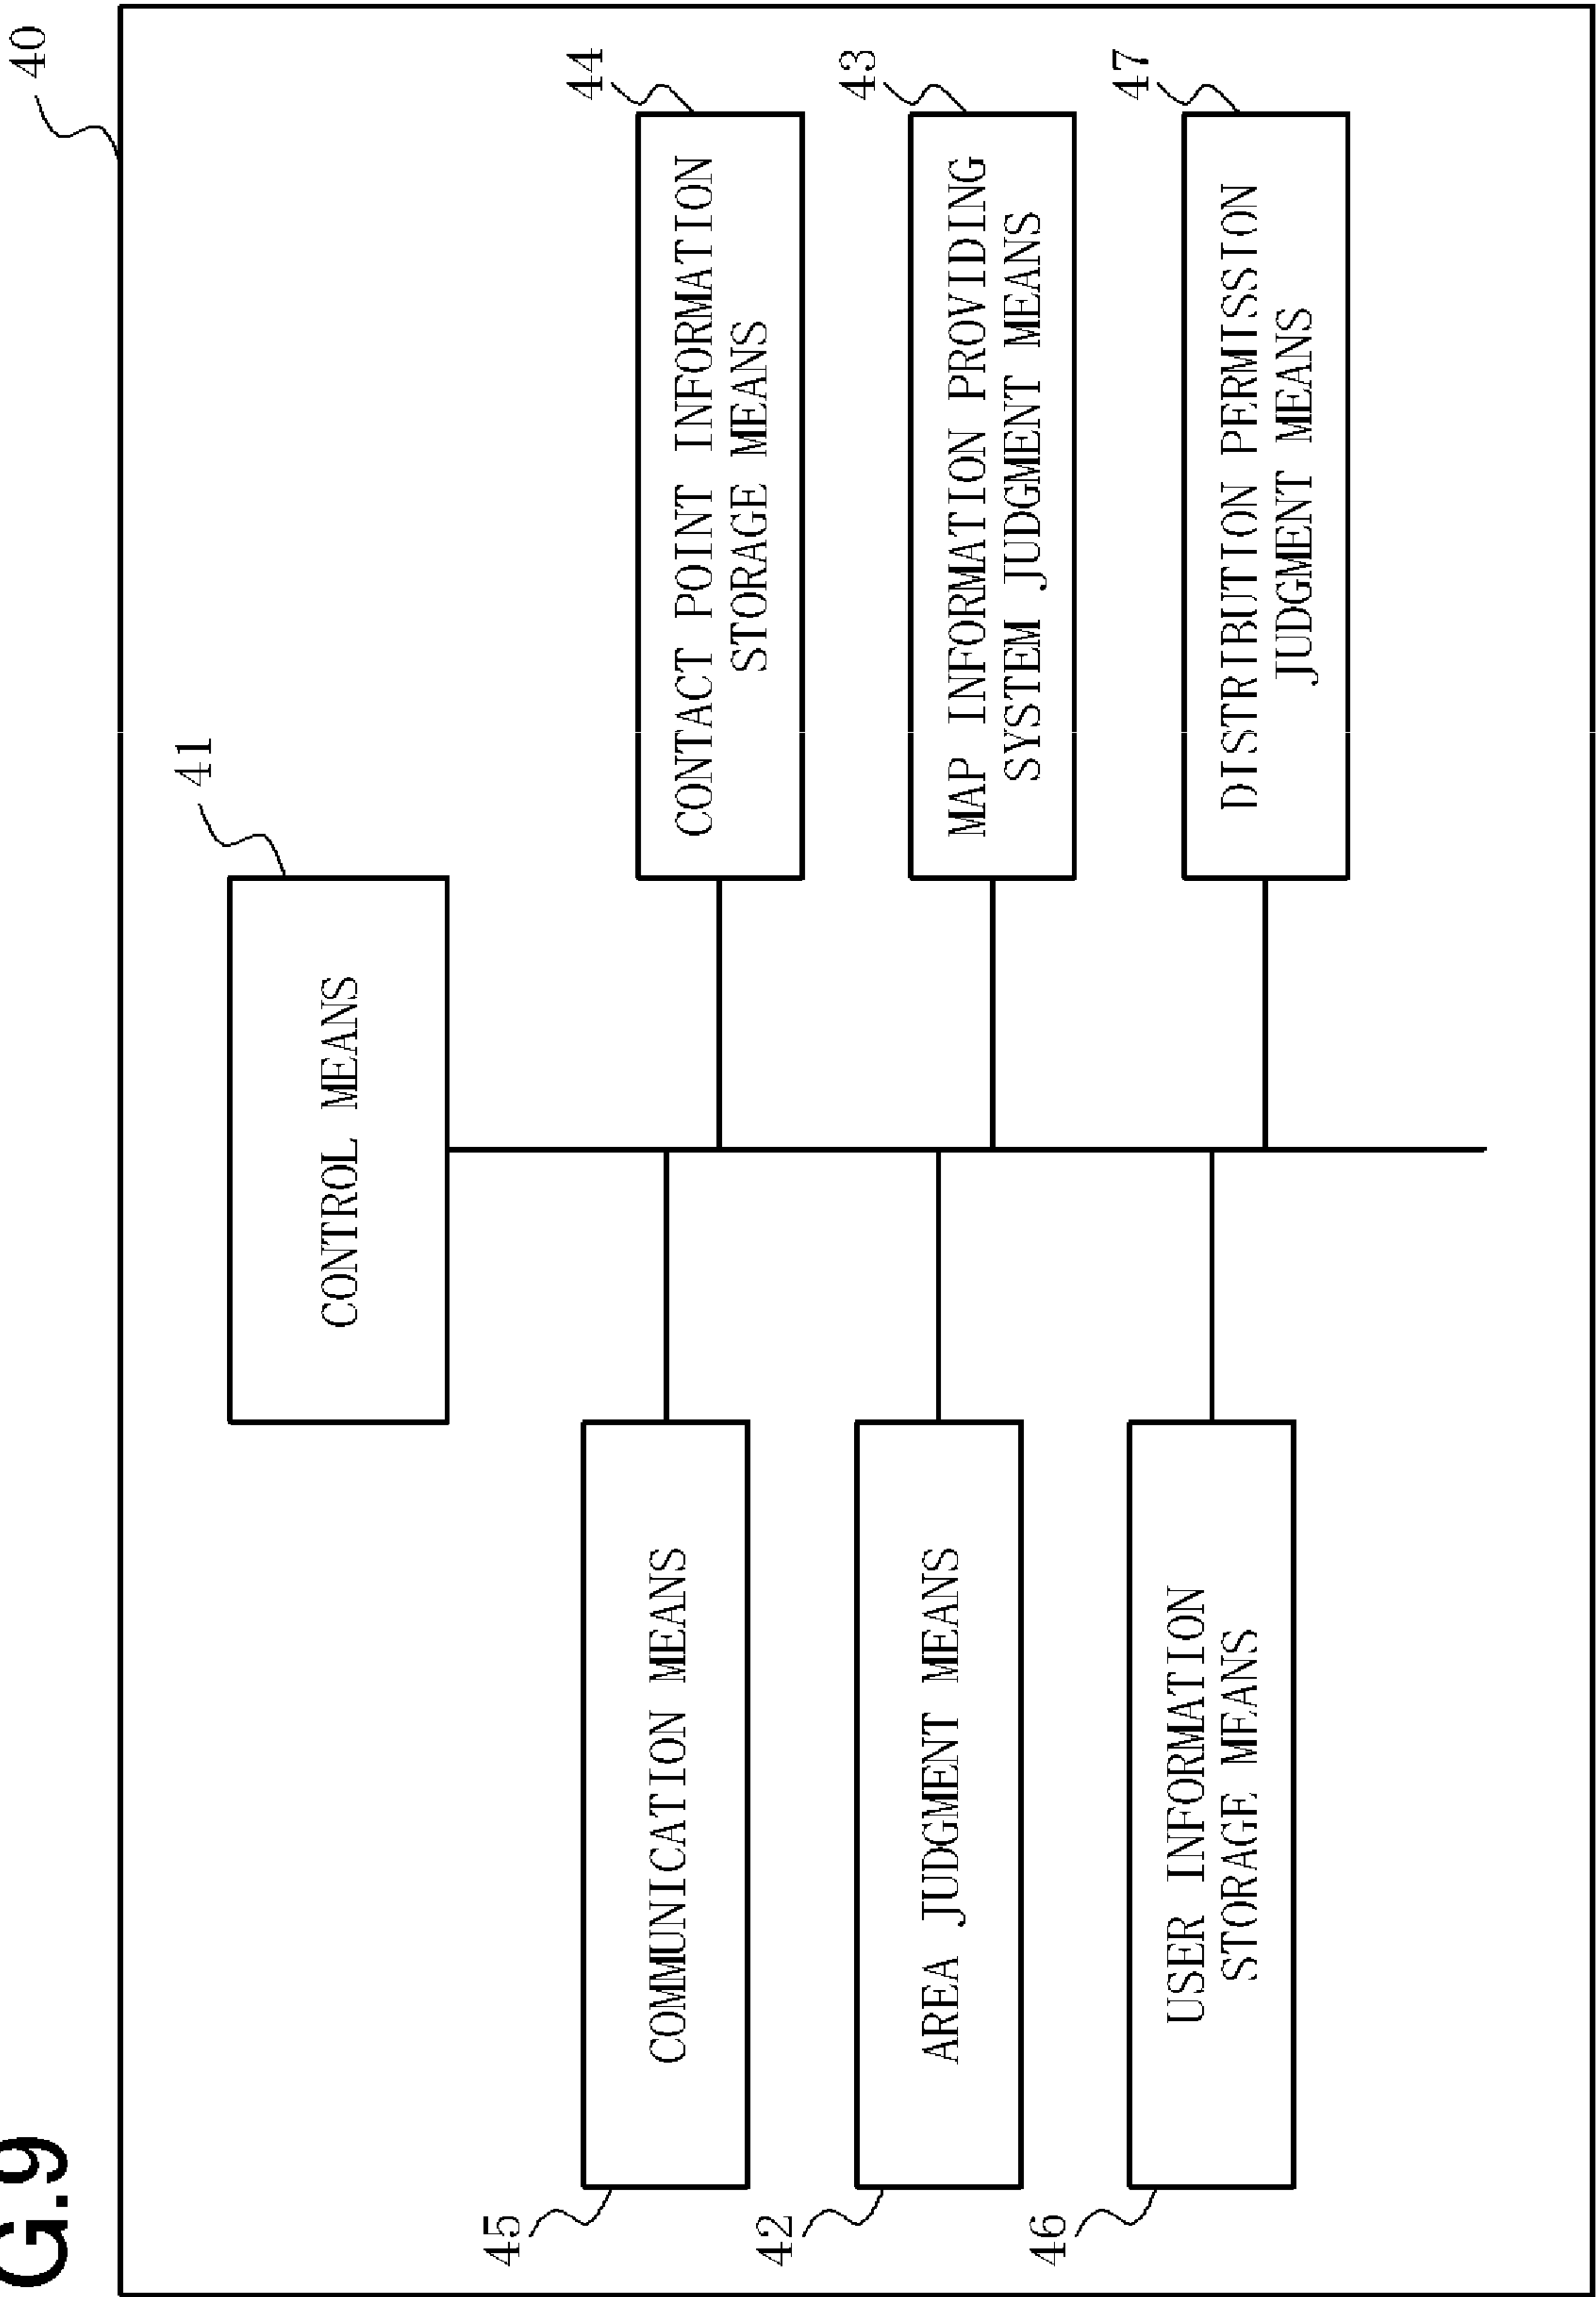 G.9
40
41
CONTROL MEANS
45
COMMUNICATION MEANS
44
CONTACT POINT INFORMATION
STORAGE MEANS
42
AREA JUDGMENT MEANS
43
MAP INFORMATION PROVIDING
SYSTEM JUDGMENT MEANS
46
USER INFORMATION
STORAGE MEANS
47
DISTRIBUTION PERMISSION
JUDGMENT MEANS